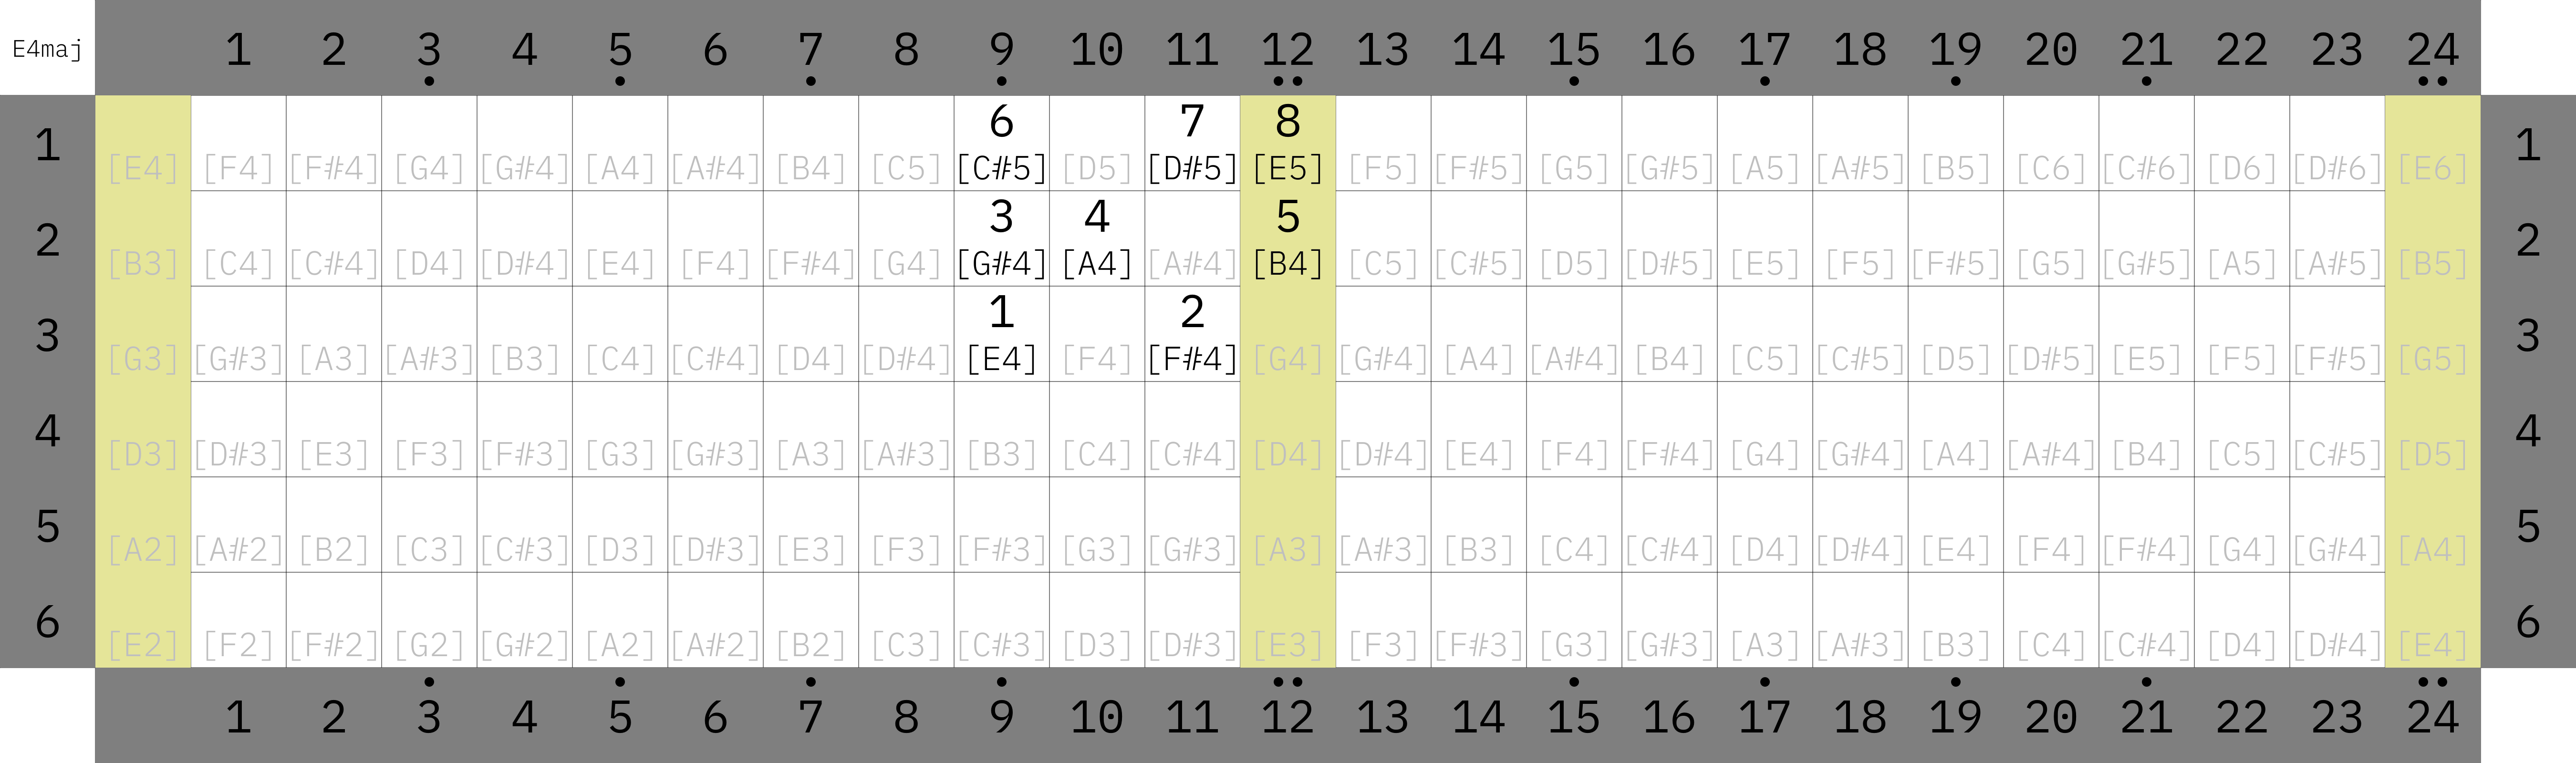 1 2 3 4 5 6 7 8 9 10 11 12 13 14 15 16 17 18 19 20 21 22 23 24
E4maj
6 7 8
1 1
[E4] [F4] [F#4] [G4] [G#4] [A4] [A#4] [B4] [C5] [C#5] [D5] [D#5] [E5] [F5] [F#5] [G5] [G#5] [A5] [A#5] [B5] [C6] [C#6] [D6] [D#6] [E6]
3 4 5
2 2
[B3] [C4] [C#4] [D4] [D#4] [E4] [F4] [F#4] [G4] [G#4] [A4] [A#4] [B4] [C5] [C#5] [D5] [D#5] [E5] [F5] [F#5] [G5] [G#5] [A5] [A#5] [B5]
1 2
3 3
[G3] [G#3] [A3] [A#3] [B3] [C4] [C#4] [D4] [D#4] [E4] [F4] [F#4] [G4] [G#4] [A4] [A#4] [B4] [C5] [C#5] [D5] [D#5] [E5] [F5] [F#5] [G5]
4 4
[D3] [D#3] [E3] [F3] [F#3] [G3] [G#3] [A3] [A#3] [B3] [C4] [C#4] [D4] [D#4] [E4] [F4] [F#4] [G4] [G#4] [A4] [A#4] [B4] [C5] [C#5] [D5]
5 5
[A2] [A#2] [B2] [C3] [C#3] [D3] [D#3] [E3] [F3] [F#3] [G3] [G#3] [A3] [A#3] [B3] [C4] [C#4] [D4] [D#4] [E4] [F4] [F#4] [G4] [G#4] [A4]
6 6
[E2] [F2] [F#2] [G2] [G#2] [A2] [A#2] [B2] [C3] [C#3] [D3] [D#3] [E3] [F3] [F#3] [G3] [G#3] [A3] [A#3] [B3] [C4] [C#4] [D4] [D#4] [E4]
1 2 3 4 5 6 7 8 9 10 11 12 13 14 15 16 17 18 19 20 21 22 23 24